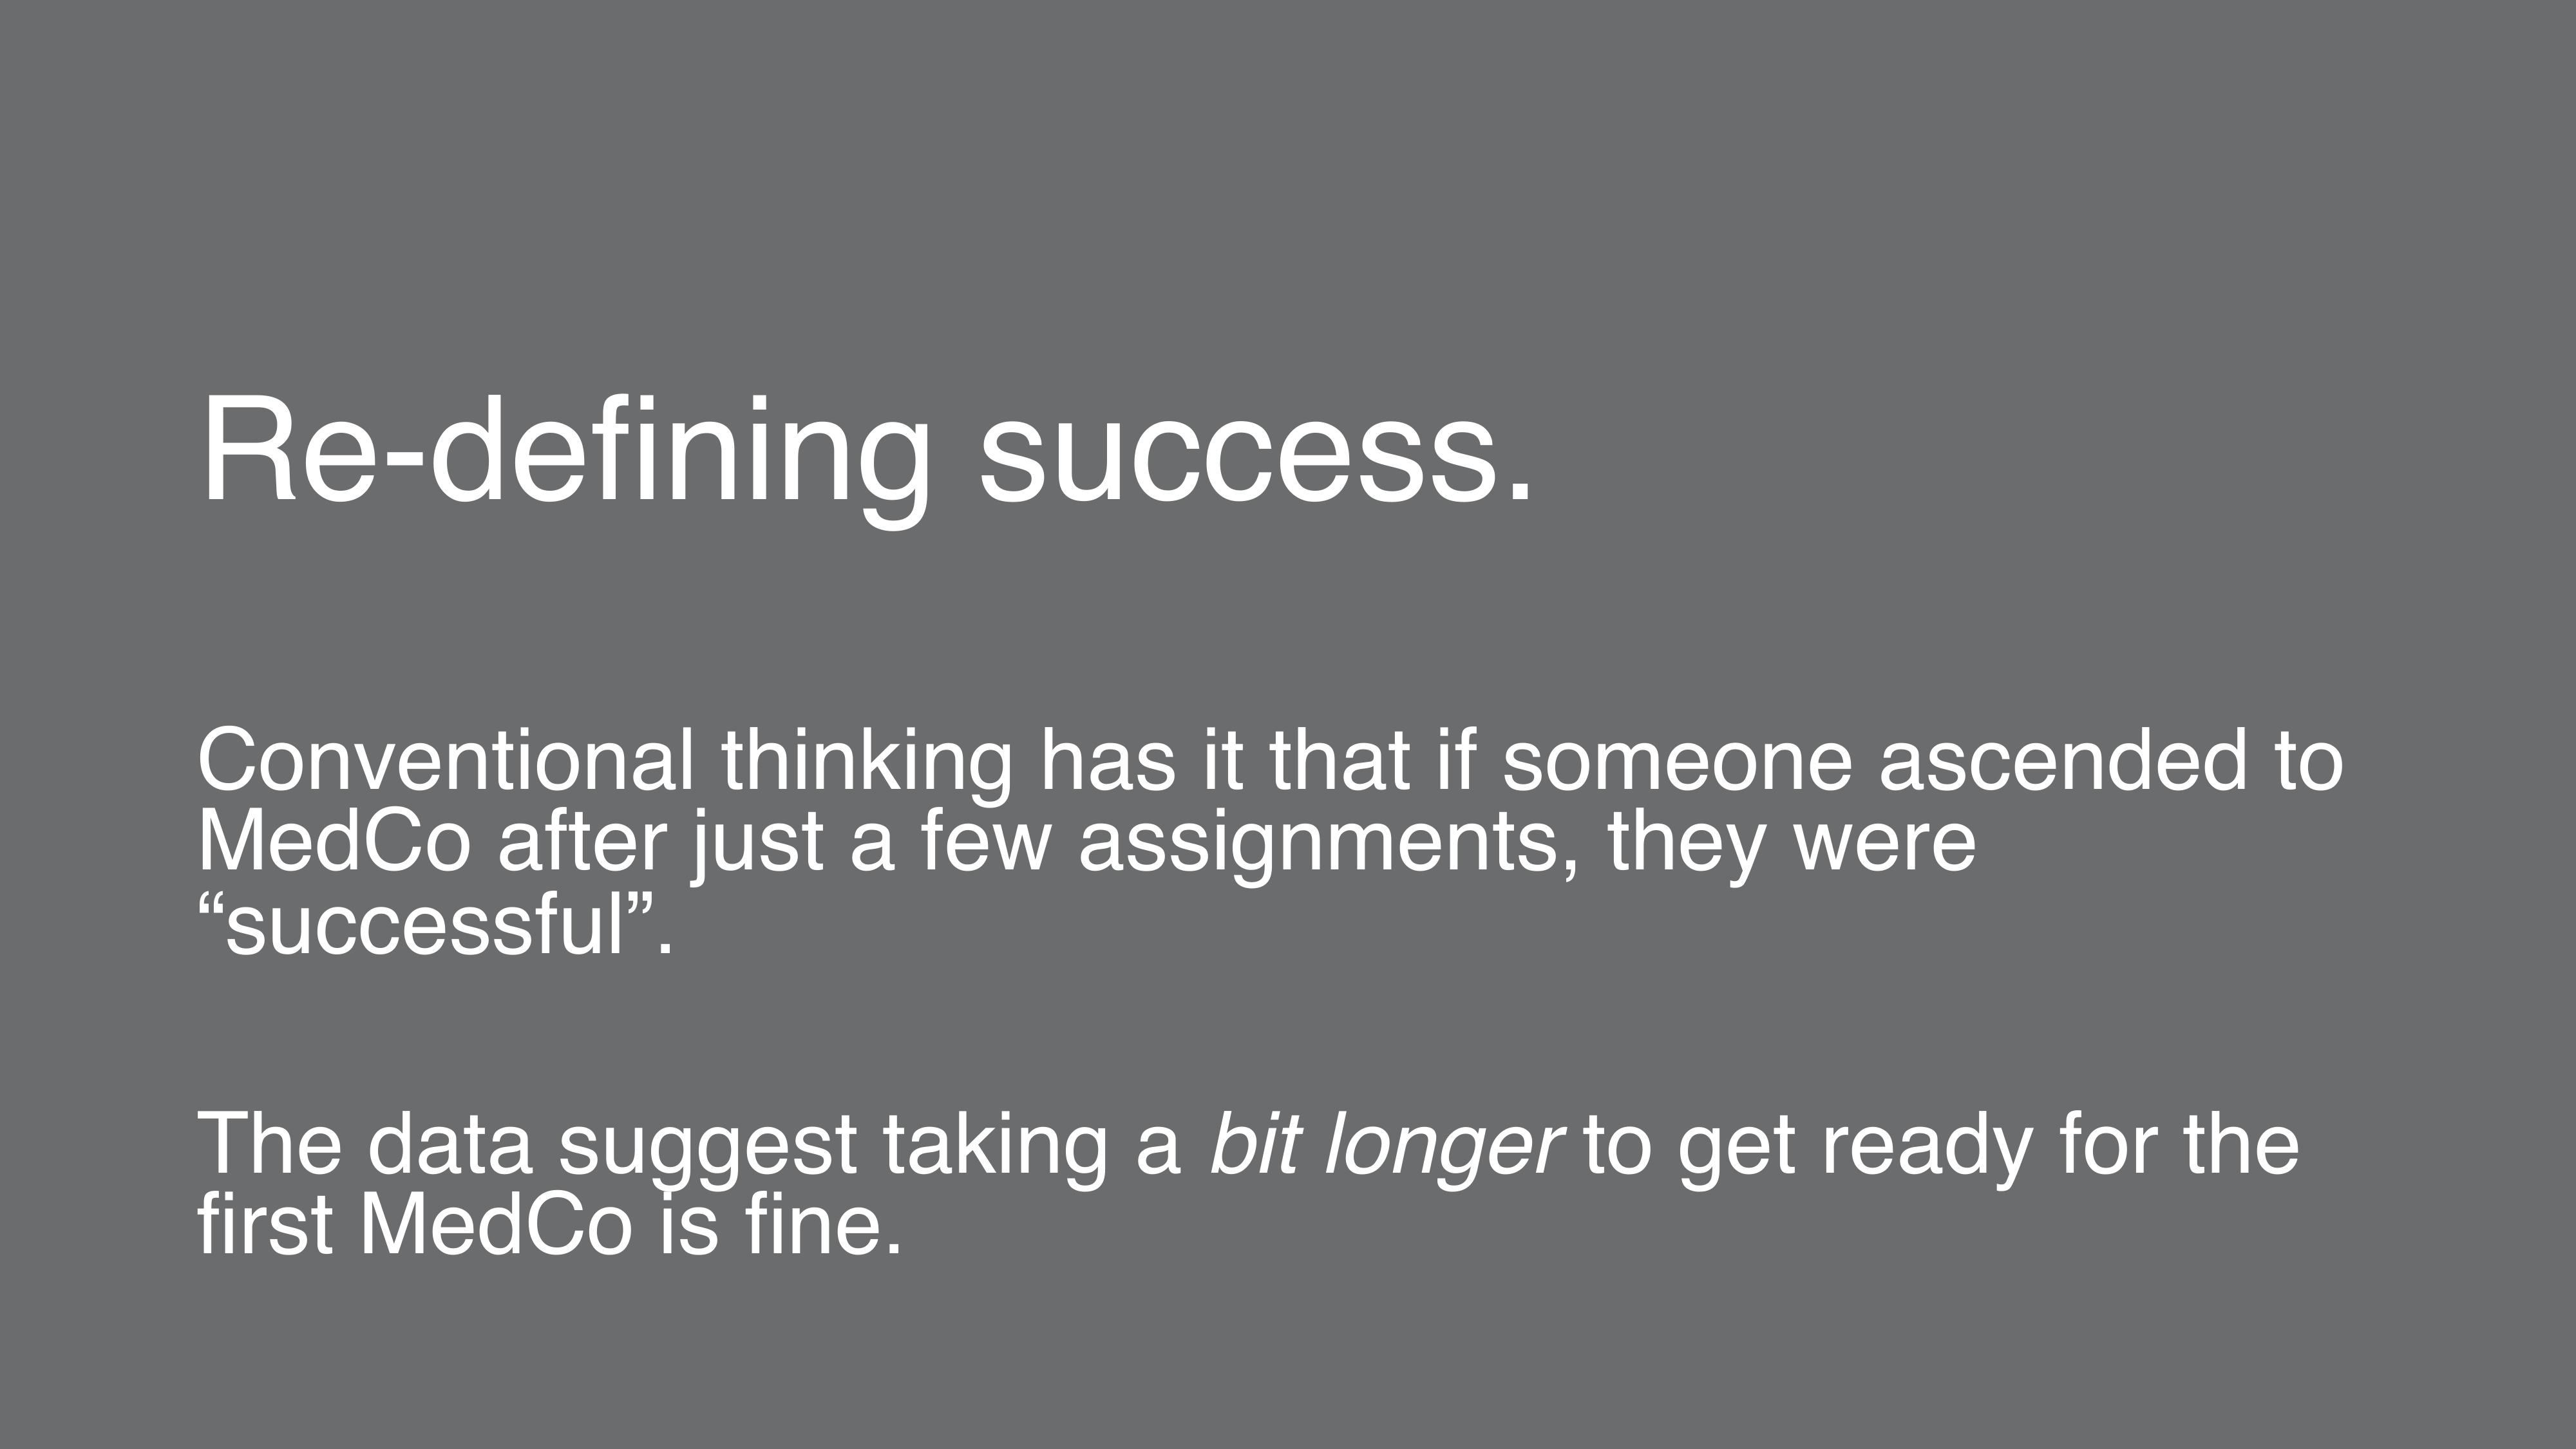 Re-defining success.
Conventional thinking has it that if someone ascended to
MedCo after just a few assignments, they were
“successful”.
The data suggest taking a bit longer to get ready for the
first MedCo is fine.